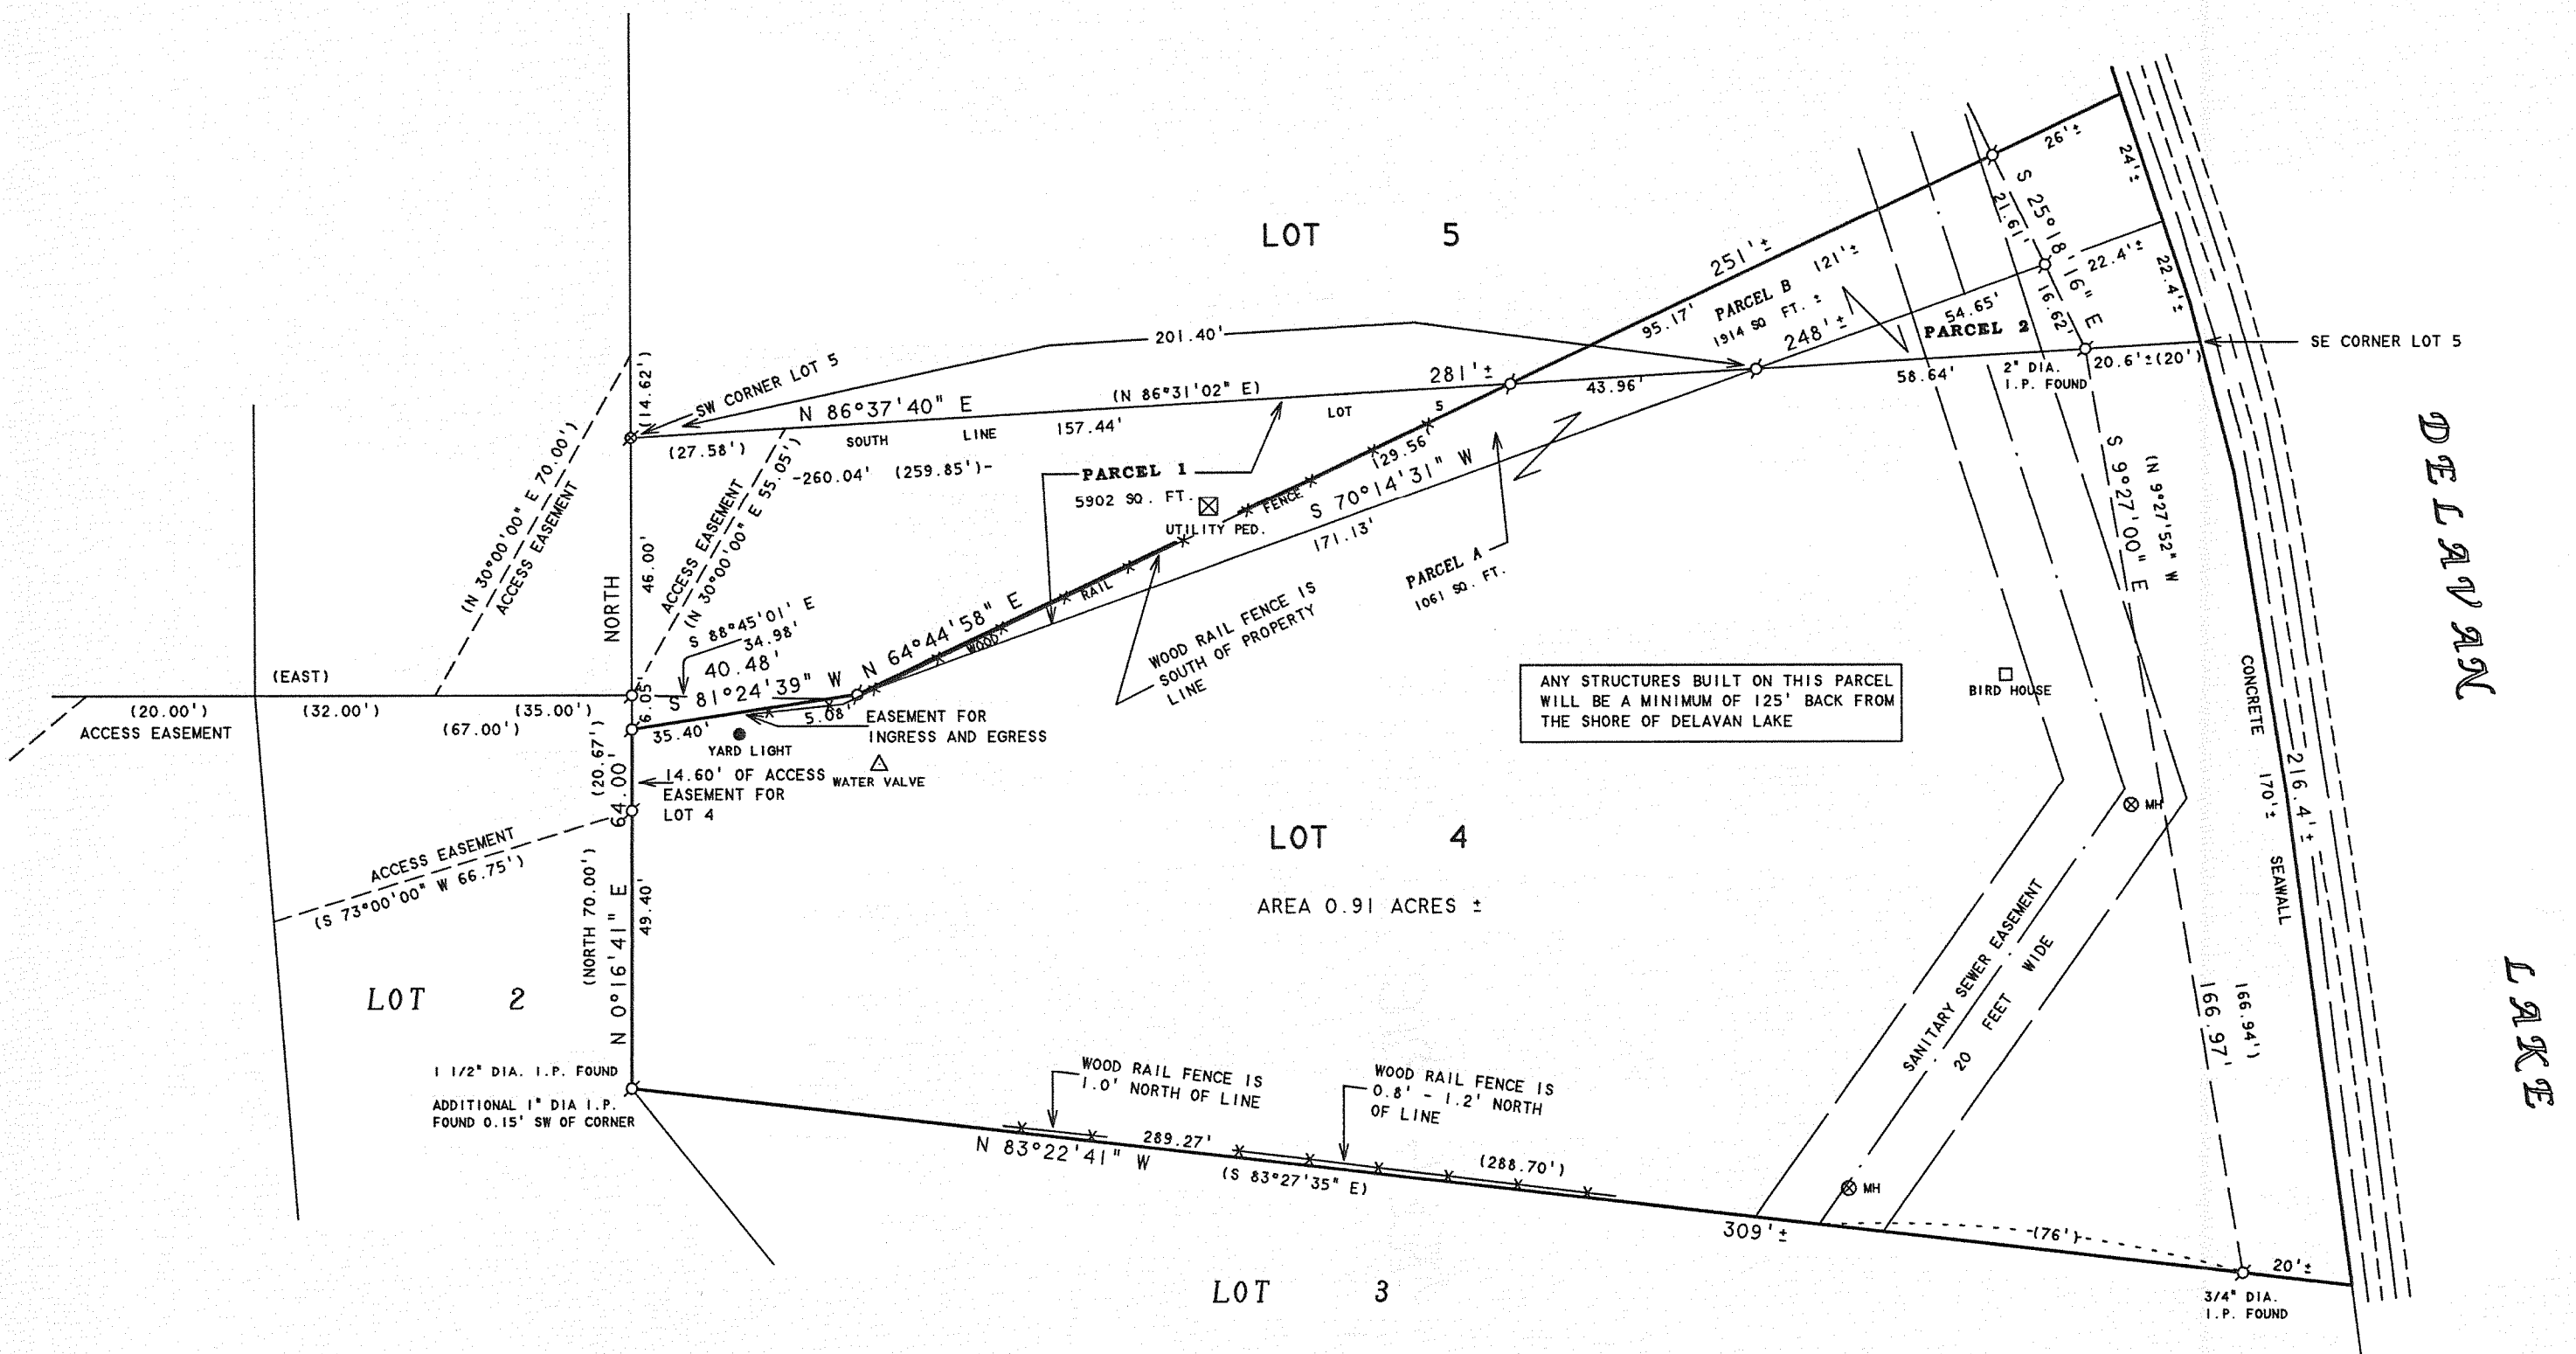 LOT 5
26'±
24'±
S 25°18'16" E
21.61'
251'±
121'±
22.4'±
22.4'±
PARCEL B
1914 SQ FT. ±
95.17'
54.65'
16.62'
248'±
PARCEL 2
201.40'
SE CORNER LOT 5
(14.62')
SW CORNER LOT 5
281'±
43.96'
58.64'
2" DIA.
I.P. FOUND
20.6'±(20')
N 86°37'40" E
(N 86°31'02" E)
LOT 5
SOUTH LINE
157.44'
(27.58')
-260.04' (259.85')-
129.56'
(N 30°00'00" E 70.00')
ACCESS EASEMENT
ACCESS EASEMENT
(N 30°00'00" E 55.05')
PARCEL 1
5902 SQ. FT.
UTILITY PED.
FENCE
S 70°14'31" W
171.13'
DELAVAN
S 9°27'00" E
(N 9°27'52" W
NORTH
46.00'
PARCEL A
1061 SQ. FT.
RAIL
WOOD
WOOD RAIL FENCE IS
SOUTH OF PROPERTY
LINE
N 64°44'58" E
S 88°45'01' E
34.98'
40.48'
S 81°24'39" W
(EAST)
(20.00')
ACCESS EASEMENT
(32.00')
(35.00')
(67.00')
6.05'
5.08'
35.40'
EASEMENT FOR
INGRESS AND EGRESS
YARD LIGHT
(20.67')
64.00'
14.60' OF ACCESS
EASEMENT FOR
LOT 4
WATER VALVE
ANY STRUCTURES BUILT ON THIS PARCEL
WILL BE A MINIMUM OF 125' BACK FROM
THE SHORE OF DELAVAN LAKE
BIRD HOUSE
CONCRETE
216.4'±
170'±
SEAWALL
MH
LOT 4
AREA 0.91 ACRES ±
ACCESS EASEMENT
(S 73°00'00" W 66.75')
(NORTH 70.00')
N 0°16'41" E
49.40'
LAKE
SANITARY SEWER EASEMENT
20 FEET WIDE
166.94')
166.97'
LOT 2
1 1/2" DIA. I.P. FOUND
ADDITIONAL 1" DIA I.P.
FOUND 0.15' SW OF CORNER
WOOD RAIL FENCE IS
1.0' NORTH OF LINE
WOOD RAIL FENCE IS
0.8' - 1.2' NORTH
OF LINE
289.27'
N 83°22'41" W
(288.70')
(S 83°27'35" E)
MH
309'±
-(76')-
20'±
3/4" DIA.
I.P. FOUND
LOT 3